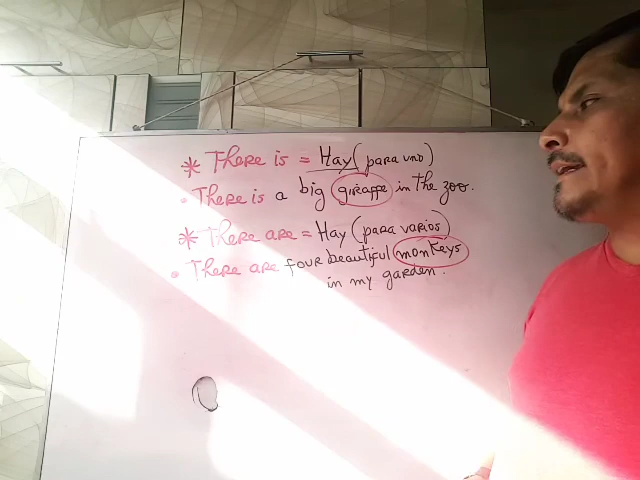 * There is = Hay (para uno)
• There is a big giraffe in the zoo.
* There are = Hay (para varios)
• There are four beautiful monkeys
in my garden.